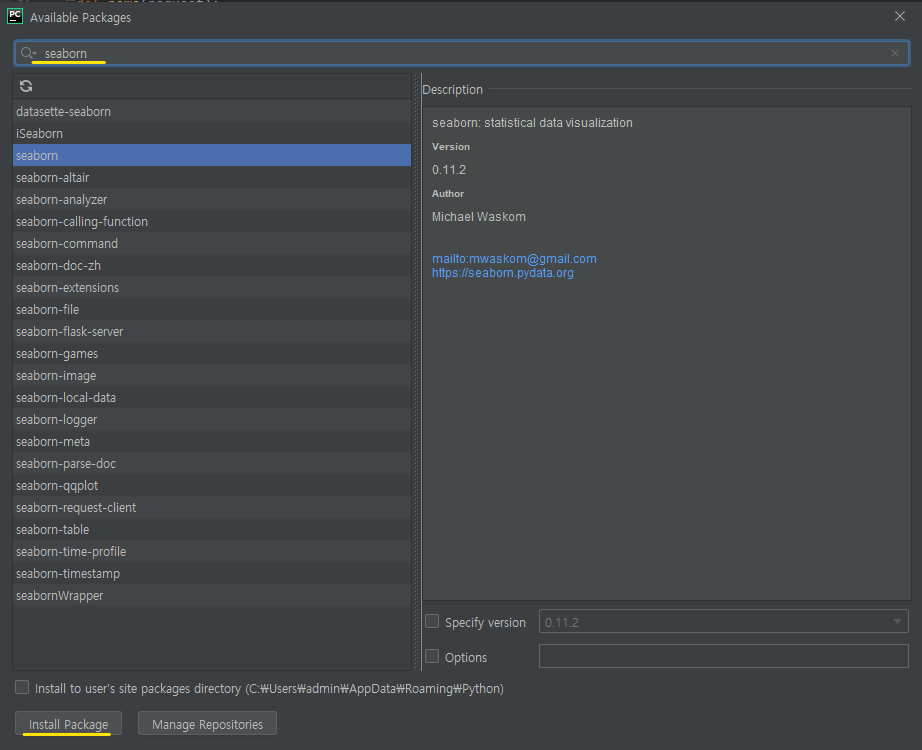 PC
Available Packages
seaborn
datasette-seaborn
iSeaborn
seaborn
seaborn-altair
seaborn-analyzer
seaborn-calling-function
seaborn-command
seaborn-doc-zh
seaborn-extensions
seaborn-file
seaborn-flask-server
seaborn-games
seaborn-image
seaborn-local-data
seaborn-logger
seaborn-meta
seaborn-parse-doc
seaborn-qqplot
seaborn-request-client
seaborn-table
seaborn-time-profile
seaborn-timestamp
seabornWrapper
Description
seaborn: statistical data visualization
Version
0.11.2
Author
Michael Waskom
mailto:mwaskom@gmail.com
https://seaborn.pydata.org
Specify version 0.11.2
Options
Install to user's site packages directory (C:₩Users₩admin₩AppData₩Roaming₩Python)
Install Package Manage Repositories